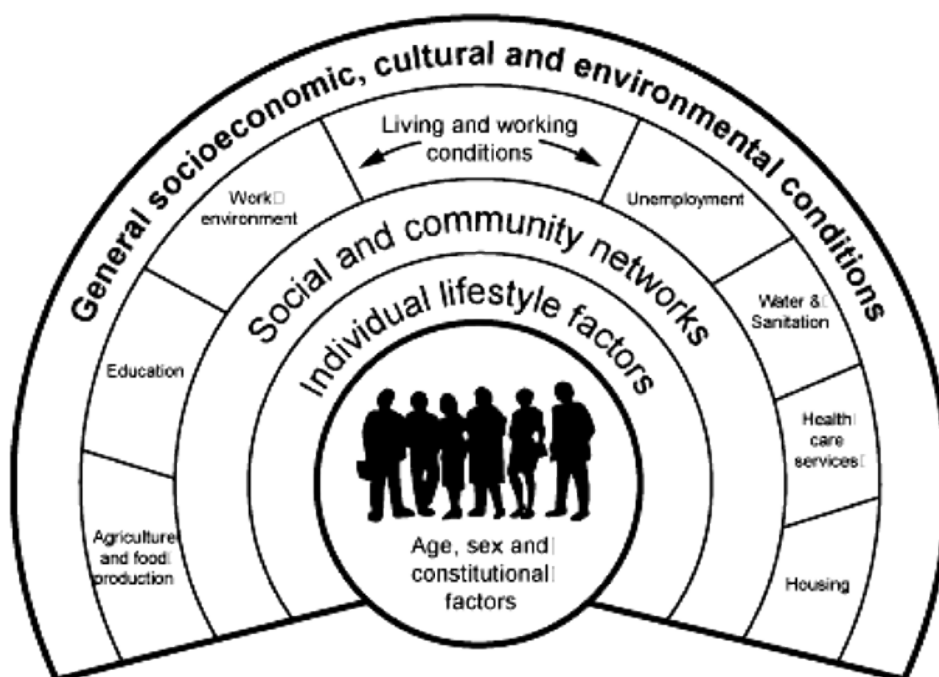 General socioeconomic, cultural and environmental conditions
Living and working
conditions
Work
environment
Unemployment
Education
Water &
Sanitation
Agriculture
and food
production
Health
care
services
Housing
Social and community networks
Individual lifestyle factors
Age, sex and
constitutional
factors